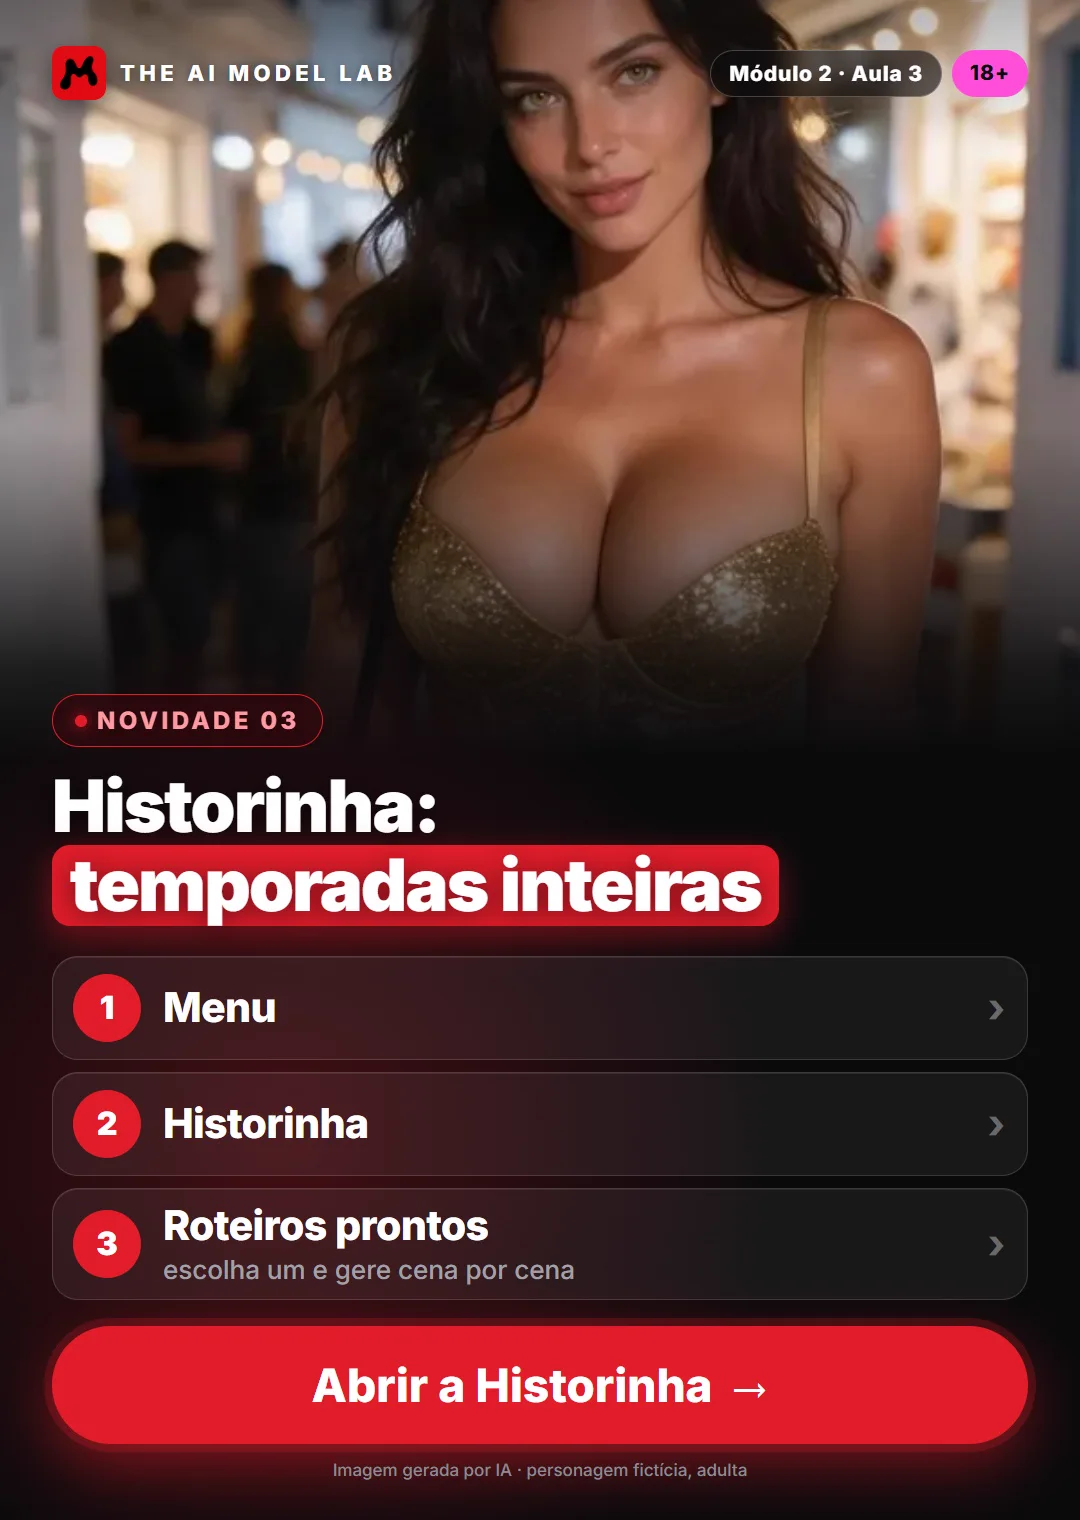 THE AI MODEL LAB
Módulo 2 · Aula 3
18+
NOVIDADE 03
Historinha:
temporadas inteiras
1 Menu ›
2 Historinha ›
3 Roteiros prontos ›
escolha um e gere cena por cena
Abrir a Historinha →
Imagem gerada por IA · personagem fictícia, adulta